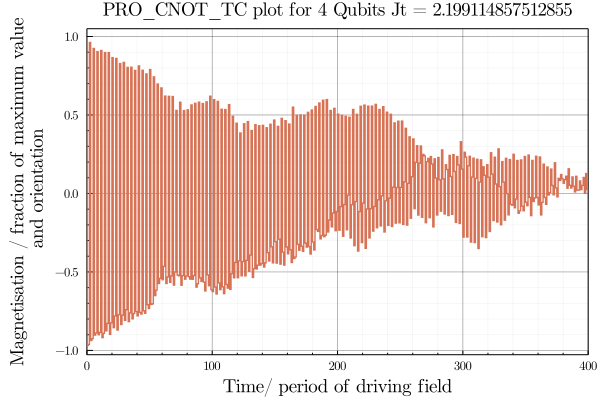 PRO_CNOT_TC plot for 4 Qubits Jt = 2.199114857512855
Magnetisation / fraction of maximum value
and orientation
1.0
0.5
0.0
−0.5
−1.0
0 100 200 300 400
Time/ period of driving field